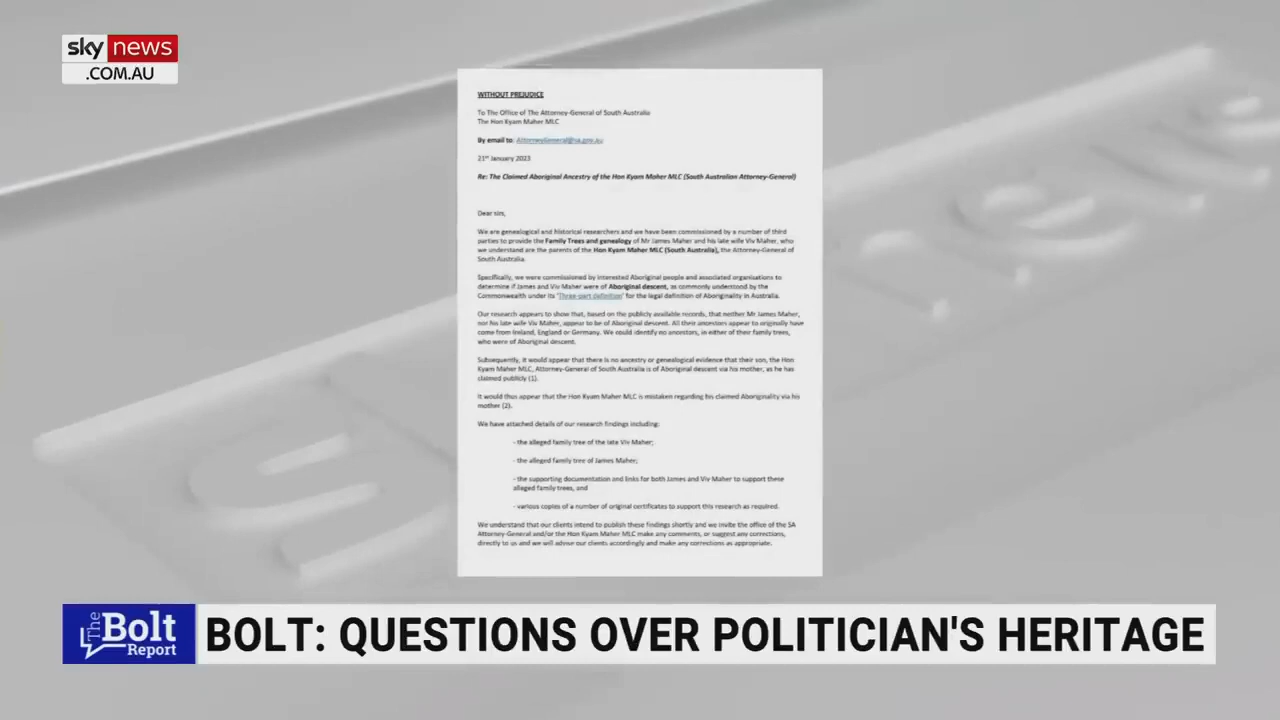 sky news
.COM.AU
WITHOUT PREJUDICE
To The Office of The Attorney-General of South Australia
The Hon Kyam Maher MLC
By email to: AttorneyGeneral@sa.gov.au
21st January 2023
Re: The Claimed Aboriginal Ancestry of the Hon Kyam Maher MLC (South Australian Attorney-General)
Dear sirs,
We are genealogical and historical researchers and we have been commissioned by a number of third
parties to provide the Family Trees and genealogy of Mr James Maher and his late wife Viv Maher, who
we understand are the parents of the Hon Kyam Maher MLC (South Australia), the Attorney-General of
South Australia.
Specifically, we were commissioned by interested Aboriginal people and associated organisations to
determine if James and Viv Maher were of Aboriginal descent, as commonly understood by the
Commonwealth under its 'Three-part definition' for the legal definition of Aboriginality in Australia.
Our research appears to show that, based on the publicly available records, that neither Mr James Maher,
nor his late wife Viv Maher, appear to be of Aboriginal descent. All their ancestors appear to originally have
come from Ireland, England or Germany. We could identify no ancestors, in either of their family trees,
who were of Aboriginal descent.
Subsequently, it would appear that there is no ancestry or genealogical evidence that their son, the Hon
Kyam Maher MLC, Attorney-General of South Australia is of Aboriginal descent via his mother, as he has
claimed publicly (1).
It would thus appear that the Hon Kyam Maher MLC is mistaken regarding his claimed Aboriginality via his
mother (2).
We have attached details of our research findings including:
- the alleged family tree of the late Viv Maher;
- the alleged family tree of James Maher;
- the supporting documentation and links for both James and Viv Maher to support these
alleged family trees, and
- various copies of a number of original certificates to support this research as required.
We understand that our clients intend to publish these findings shortly and we invite the office of the SA
Attorney-General and/or the Hon Kyam Maher MLC make any comments, or suggest any corrections,
directly to us and we will advise our clients accordingly and make any corrections as appropriate.
The Bolt Report
BOLT: QUESTIONS OVER POLITICIAN'S HERITAGE